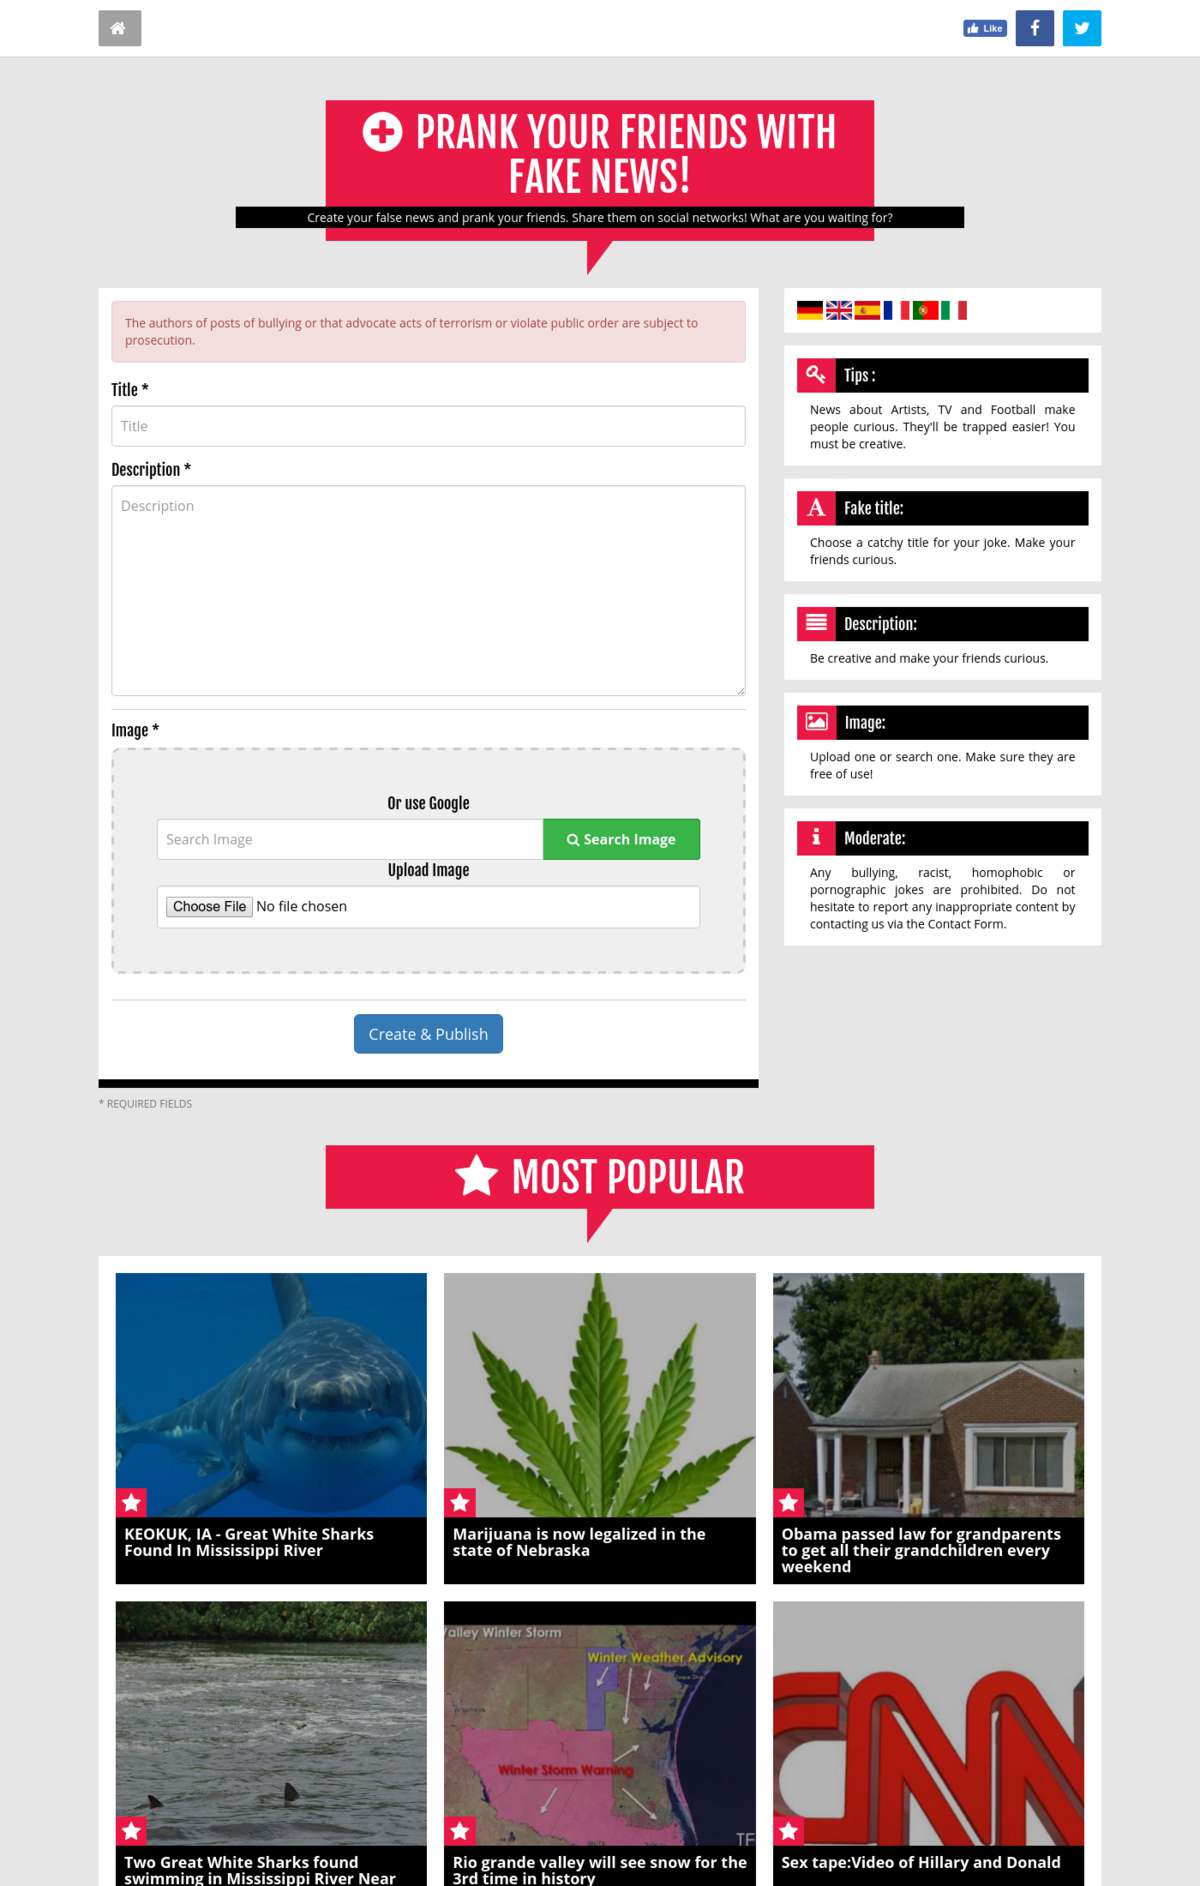 Like
PRANK YOUR FRIENDS WITH
FAKE NEWS!
Create your false news and prank your friends. Share them on social networks! What are you waiting for?
The authors of posts of bullying or that advocate acts of terrorism or violate public order are subject to
prosecution.
Title *
Title
Description *
Description
Image *
Or use Google
Search Image
Search Image
Upload Image
Choose File No file chosen
Create & Publish
* REQUIRED FIELDS
Tips :
News about Artists, TV and Football make
people curious. They'll be trapped easier! You
must be creative.
Fake title:
Choose a catchy title for your joke. Make your
friends curious.
Description:
Be creative and make your friends curious.
Image:
Upload one or search one. Make sure they are
free of use!
Moderate:
Any bullying, racist, homophobic or
pornographic jokes are prohibited. Do not
hesitate to report any inappropriate content by
contacting us via the Contact Form.
MOST POPULAR
KEOKUK, IA - Great White Sharks
Found In Mississippi River
Marijuana is now legalized in the
state of Nebraska
Obama passed law for grandparents
to get all their grandchildren every
weekend
Valley Winter Storm
Winter Weather Advisory
Winter Storm Warning
TF
CNN
Two Great White Sharks found
swimming in Mississippi River Near
Rio grande valley will see snow for the
3rd time in history
Sex tape:Video of Hillary and Donald